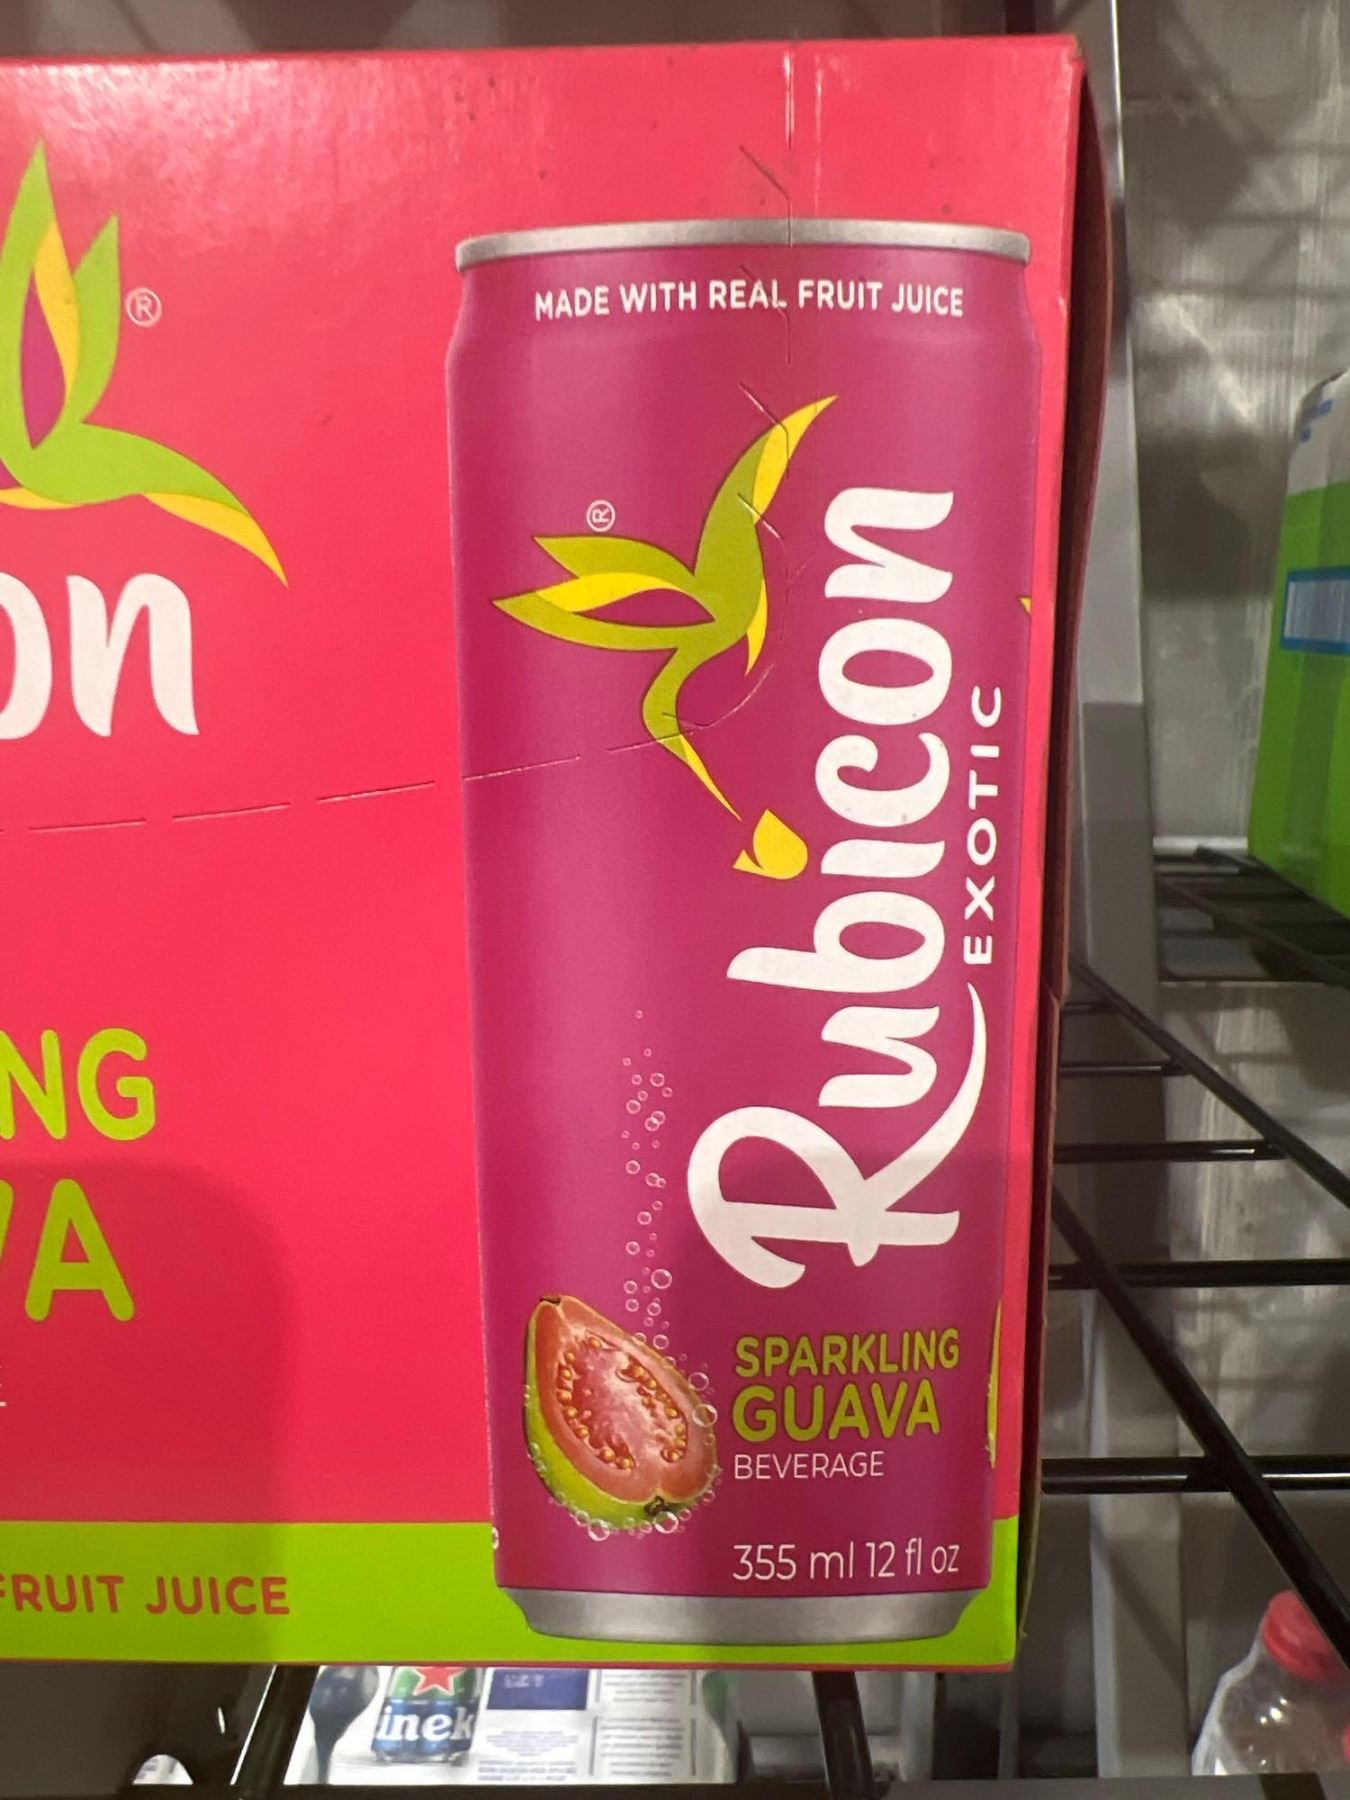 ®
on
NG
VA
FRUIT JUICE
MADE WITH REAL FRUIT JUICE
®
Rubicon
EXOTIC
SPARKLING
GUAVA
BEVERAGE
355 ml 12 fl oz
inek